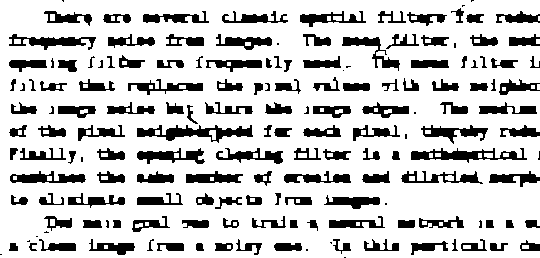 There are several classic spatial filters for reduc
frequency noise from images. The mean filter, the med
opening filter are frequently used. The mean filter is
filter that replaces the pixel values with the neighbor
the image noise but blurs the image edges. The median
of the pixel neighborhood for each pixel, thereby redu
Finally, the opening closing filter is a mathematical m
combines the same number of erosion and dilation morph
to eliminate small objects from images.
The main goal was to train a neural network in a su
a clean image from a noisy one. In this particular ca